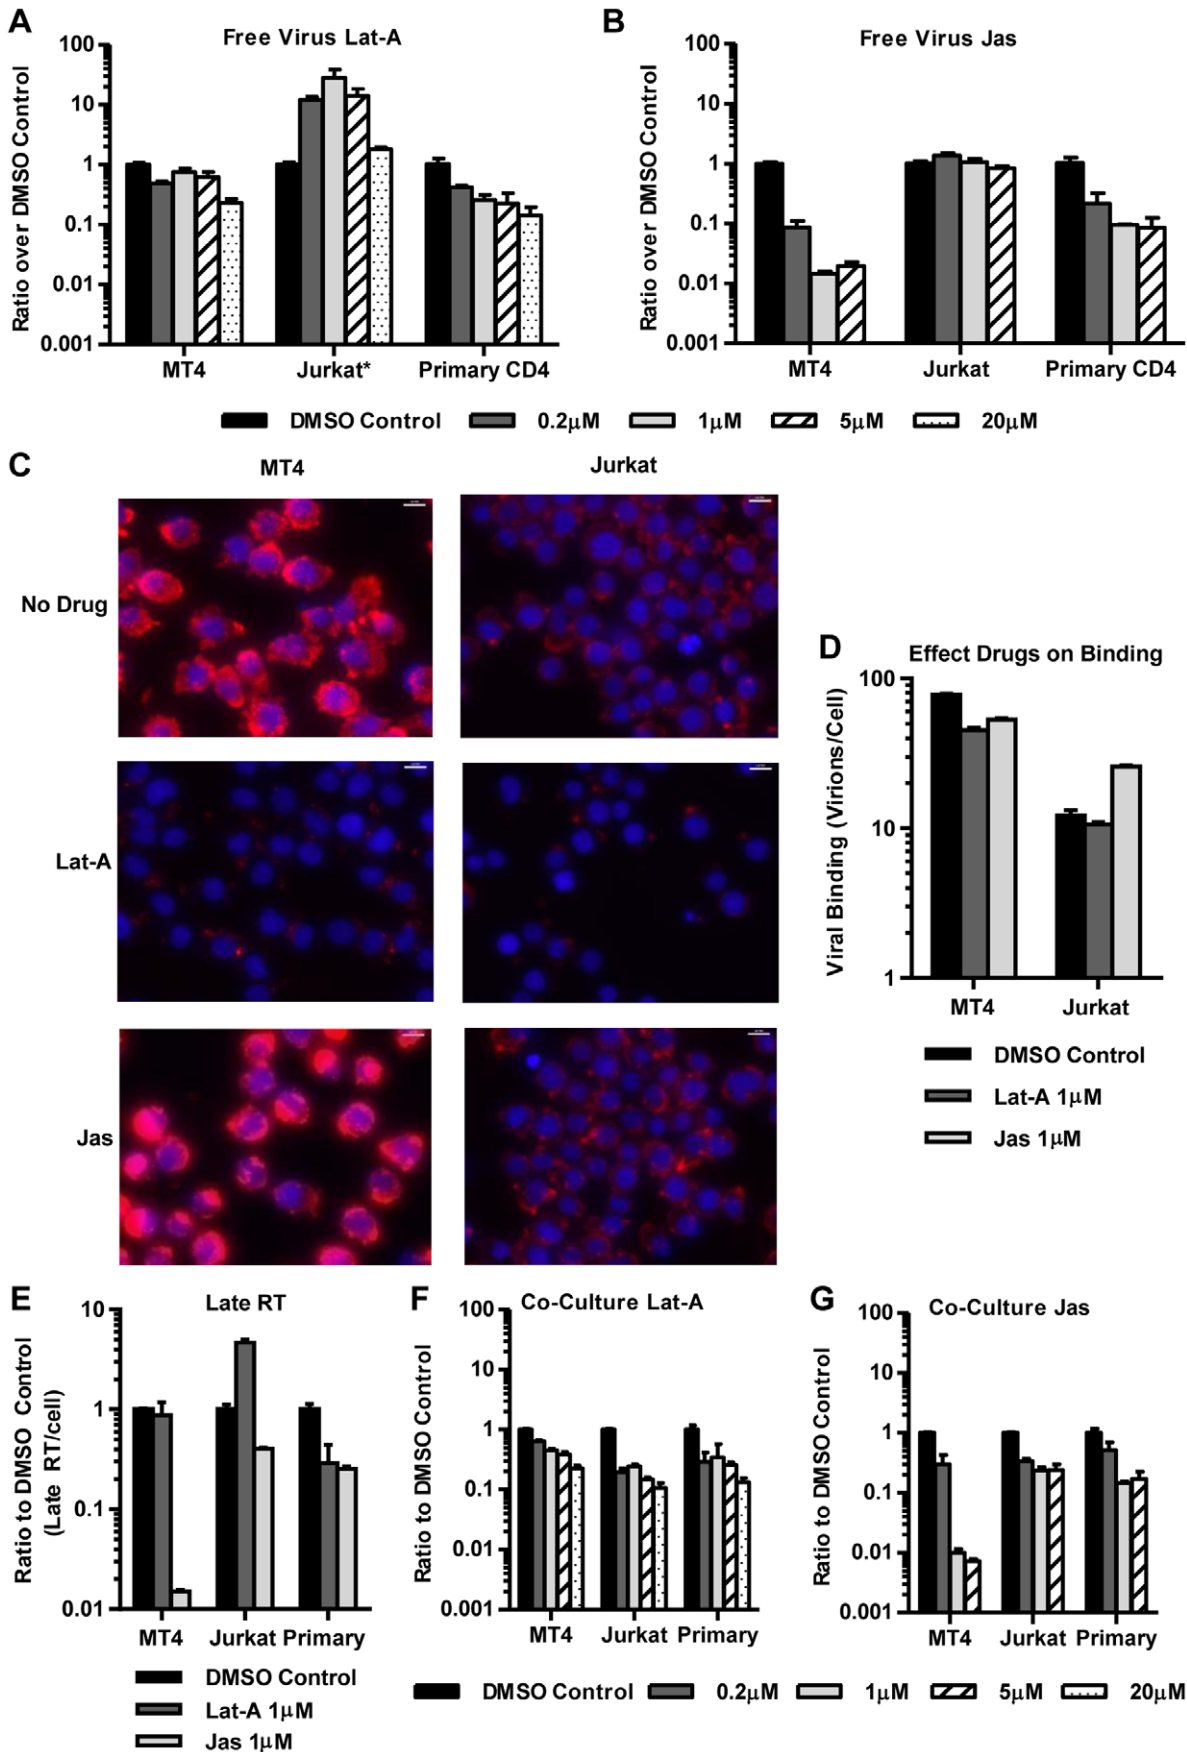 A
Free Virus Lat-A
Ratio over DMSO Control
100
10
1
0.1
0.01
0.001
MT4 Jurkat* Primary CD4
B
Free Virus Jas
Ratio over DMSO Control
100
10
1
0.1
0.01
0.001
MT4 Jurkat Primary CD4
DMSO Control 0.2μM 1μM 5μM 20μM
C
MT4 Jurkat
No Drug
Lat-A
Jas
D
Effect Drugs on Binding
Viral Binding (Virions/Cell)
100
10
1
MT4 Jurkat
DMSO Control
Lat-A 1μM
Jas 1μM
E
Late RT
Ratio to DMSO Control
(Late RT/cell)
10
1
0.1
0.01
MT4 Jurkat Primary
DMSO Control
Lat-A 1μM
Jas 1μM
F
Co-Culture Lat-A
Ratio to DMSO Control
100
10
1
0.1
0.01
0.001
MT4 Jurkat Primary
G
Co-Culture Jas
Ratio to DMSO Control
100
10
1
0.1
0.01
0.001
MT4 Jurkat Primary
DMSO Control 0.2μM 1μM 5μM 20μM